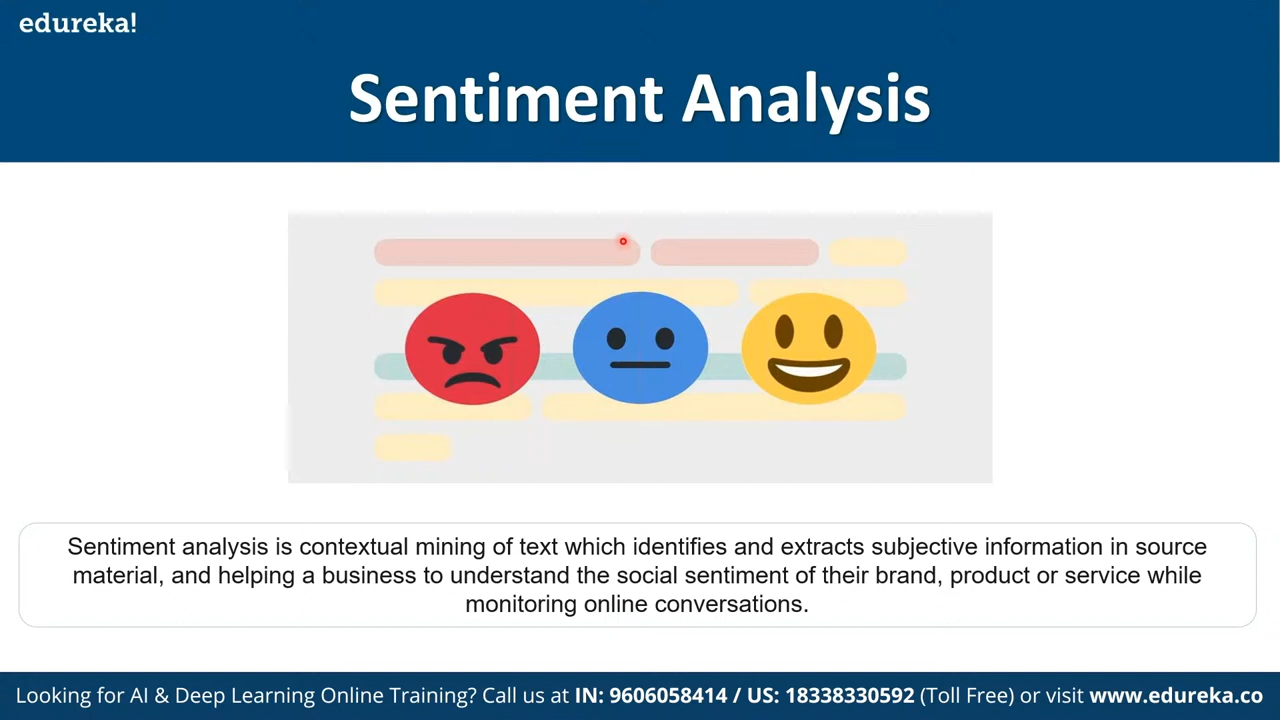 edureka!
Sentiment Analysis
Sentiment analysis is contextual mining of text which identifies and extracts subjective information in source
material, and helping a business to understand the social sentiment of their brand, product or service while
monitoring online conversations.
Looking for AI & Deep Learning Online Training? Call us at IN: 9606058414 / US: 18338330592 (Toll Free) or visit www.edureka.co